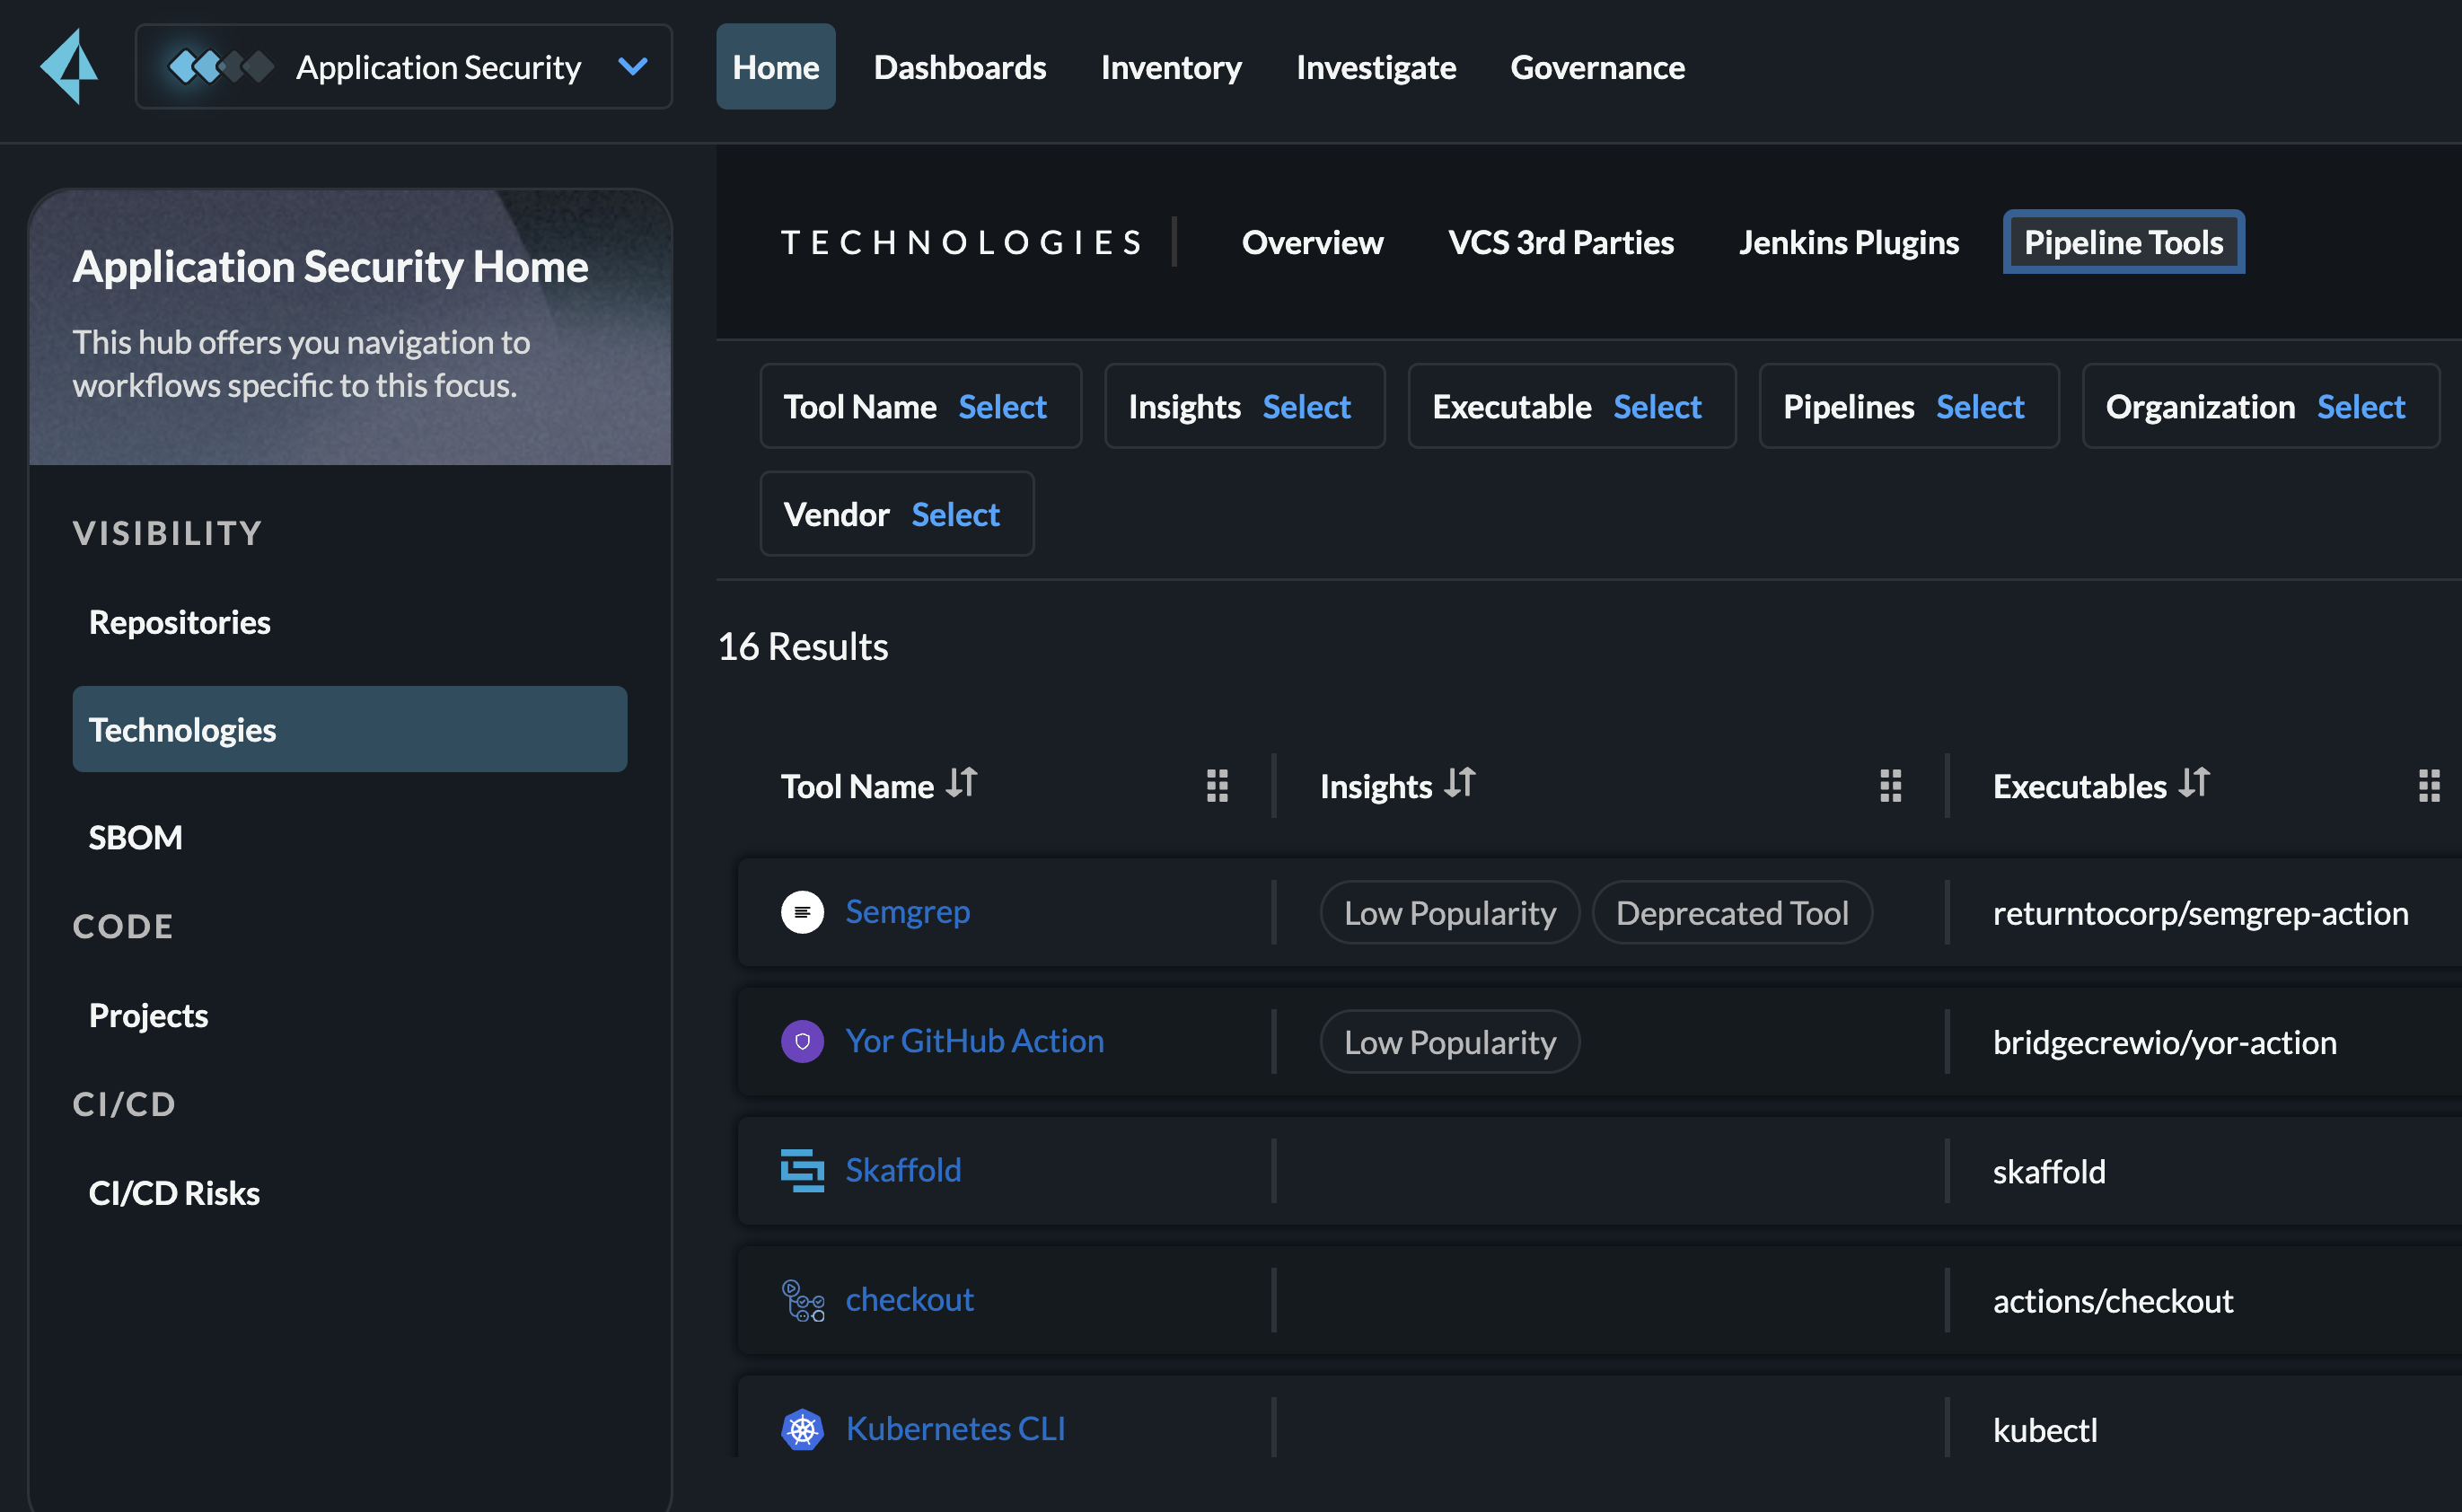 Application Security
Home Dashboards Inventory Investigate Governance
Application Security Home
This hub offers you navigation to
workflows specific to this focus.
VISIBILITY
Repositories
Technologies
SBOM
CODE
Projects
CI/CD
CI/CD Risks
TECHNOLOGIES Overview VCS 3rd Parties Jenkins Plugins Pipeline Tools
Tool Name Select Insights Select Executable Select Pipelines Select Organization Select
Vendor Select
16 Results
Tool Name Insights Executables
Semgrep Low Popularity Deprecated Tool returntocorp/semgrep-action
Yor GitHub Action Low Popularity bridgecrewio/yor-action
Skaffold skaffold
checkout actions/checkout
Kubernetes CLI kubectl